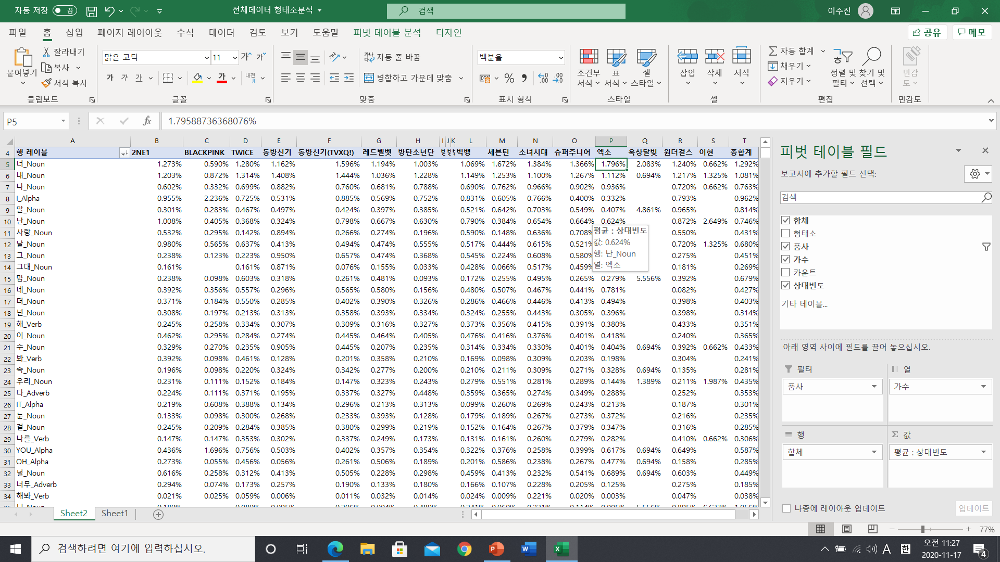 자동 저장 끔 전체데이터 형태소분석 검색 이수진
파일 홈 삽입 페이지 레이아웃 수식 데이터 검토 보기 도움말 피벗 테이블 분석 디자인 공유 메모
붙여넣기 잘라내기 복사 서식 복사 클립보드
맑은 고딕 11 가 가 가 가 가 가 내천 글꼴
가나 자동 줄 바꿈 병합하고 가운데 맞춤 맞춤
백분율 % 표시 형식
조건부 서식 표 서식 셀 스타일 스타일
삽입 삭제 서식 셀
자동 합계 채우기 지우기 정렬 및 필터 찾기 및 선택 편집
민감도 민감도
P5 fx 1.79588736368076%
A B C D E F G H I J K L M N O P Q R S T
4 행 레이블 2NE1 BLACKPINK TWICE 동방신기 동방신기(TVXQ!) 레드벨벳 방탄소년단 빅뱅 세븐틴 소녀시대 슈퍼주니어 엑소 옥상달빛 원더걸스 이현 총합계
5 너_Noun 1.273% 0.590% 1.280% 1.162% 1.596% 1.194% 1.003% 1.069% 1.672% 1.384% 1.366% 1.796% 2.083% 1.240% 0.662% 1.292%
6 내_Noun 1.203% 0.872% 1.314% 1.408% 1.444% 1.036% 1.228% 1.149% 1.253% 1.100% 1.267% 1.112% 0.694% 1.217% 1.325% 1.081%
7 나_Noun 0.602% 0.332% 0.699% 0.882% 0.760% 0.681% 0.788% 0.690% 0.762% 0.966% 0.902% 0.936% 0.720% 0.662% 0.763%
8 I_Alpha 0.955% 2.236% 0.725% 0.531% 0.885% 0.569% 0.752% 0.831% 0.605% 0.766% 0.400% 0.332% 0.793% 0.962%
9 말_Noun 0.301% 0.283% 0.467% 0.497% 0.424% 0.397% 0.385% 0.521% 0.642% 0.703% 0.549% 0.407% 4.861% 0.965% 0.814%
10 난_Noun 1.008% 0.405% 0.368% 0.324% 0.798% 0.667% 0.630% 0.790% 0.384% 0.654% 0.664% 0.624% 0.872% 2.649% 0.746%
11 사랑_Noun 0.532% 0.295% 0.142% 0.894% 0.266% 0.274% 0.196% 0.590% 0.148% 0.636% 0.708% 0.550% 0.431%
12 날_Noun 0.980% 0.565% 0.637% 0.413% 0.494% 0.474% 0.555% 0.517% 0.444% 0.615% 0.521% 0.720% 1.325% 0.680%
13 그_Noun 0.238% 0.123% 0.223% 0.950% 0.657% 0.474% 0.368% 0.545% 0.224% 0.608% 0.580% 0.275% 0.451%
14 그대_Noun 0.161% 0.161% 0.871% 0.076% 0.155% 0.033% 0.428% 0.066% 0.517% 0.459% 0.181% 0.269%
평균 : 상대빈도
값: 0.624%
행: 난_Noun
열: 엑소
15 맘_Noun 0.238% 0.098% 0.603% 0.318% 0.261% 0.481% 0.093% 0.172% 0.255% 0.495% 0.265% 0.279% 5.556% 0.392% 0.679%
16 네_Noun 0.392% 0.356% 0.557% 0.296% 0.565% 0.580% 0.156% 0.480% 0.507% 0.467% 0.441% 0.781% 0.082% 0.427%
17 더_Noun 0.371% 0.184% 0.550% 0.285% 0.402% 0.390% 0.326% 0.286% 0.466% 0.446% 0.413% 0.494% 0.398% 0.403%
18 넌_Noun 0.308% 0.197% 0.213% 0.313% 0.358% 0.393% 0.334% 0.324% 0.255% 0.443% 0.305% 0.396% 0.398% 0.314%
19 해_Verb 0.245% 0.258% 0.334% 0.307% 0.309% 0.316% 0.327% 0.373% 0.356% 0.415% 0.391% 0.380% 0.433% 0.351%
20 이_Noun 0.462% 0.295% 0.284% 0.274% 0.445% 0.464% 0.405% 0.476% 0.416% 0.376% 0.401% 0.418% 0.240% 0.365%
21 수_Noun 0.329% 0.270% 0.235% 0.905% 0.445% 0.207% 0.235% 0.314% 0.334% 0.330% 0.401% 0.404% 0.694% 0.392% 0.662% 0.433%
22 봐_Verb 0.392% 0.098% 0.461% 0.128% 0.201% 0.358% 0.210% 0.169% 0.098% 0.309% 0.203% 0.198% 0.304% 0.241%
23 속_Noun 0.196% 0.098% 0.220% 0.324% 0.342% 0.277% 0.200% 0.210% 0.211% 0.309% 0.271% 0.328% 0.694% 0.135% 0.281%
24 우리_Noun 0.231% 0.111% 0.152% 0.184% 0.147% 0.323% 0.243% 0.279% 0.551% 0.281% 0.289% 0.144% 1.389% 0.211% 1.987% 0.435%
25 다_Adverb 0.224% 0.111% 0.371% 0.195% 0.337% 0.327% 0.448% 0.359% 0.365% 0.274% 0.349% 0.288% 0.252% 0.353%
26 IT_Alpha 0.219% 0.608% 0.388% 0.134% 0.296% 0.213% 0.313% 0.099% 0.260% 0.269% 0.243% 0.213% 0.187% 0.301%
27 눈_Noun 0.133% 0.098% 0.300% 0.268% 0.233% 0.393% 0.128% 0.179% 0.189% 0.267% 0.273% 0.372% 0.216% 0.235%
28 걸_Noun 0.245% 0.209% 0.284% 0.385% 0.380% 0.299% 0.219% 0.152% 0.164% 0.267% 0.379% 0.347% 0.316% 0.285%
29 나를_Verb 0.147% 0.147% 0.353% 0.302% 0.337% 0.249% 0.173% 0.131% 0.161% 0.260% 0.279% 0.282% 0.410% 0.662% 0.306%
30 YOU_Alpha 0.436% 1.696% 0.756% 0.503% 0.402% 0.357% 0.354% 0.322% 0.376% 0.258% 0.399% 0.617% 0.694% 0.649% 0.587%
31 OH_Alpha 0.273% 0.055% 0.456% 0.056% 0.261% 0.506% 0.189% 0.201% 0.586% 0.238% 0.267% 0.477% 0.694% 0.158% 0.285%
32 널_Noun 0.616% 0.258% 0.312% 0.413% 0.505% 0.228% 0.298% 0.459% 0.413% 0.232% 0.541% 0.689% 0.694% 0.603% 0.449%
33 너무_Adverb 0.294% 0.074% 0.173% 0.257% 0.190% 0.133% 0.180% 0.166% 0.107% 0.228% 0.205% 0.125% 0.275% 0.185%
34 해봐_Verb 0.021% 0.025% 0.059% 0.006% 0.011% 0.032% 0.014% 0.024% 0.009% 0.221% 0.020% 0.003% 0.047% 0.038%
Sheet2 Sheet1
피벗 테이블 필드
보고서에 추가할 필드 선택:
검색
합체
형태소
품사
가수
카운트
상대빈도
기타 테이블...
아래 영역 사이에 필드를 끌어 놓으십시오.
필터 열
품사 가수
행 Σ 값
합체 평균 : 상대빈도
나중에 레이아웃 업데이트 업데이트
77%
검색하려면 여기에 입력하십시오.
A 한 오전 11:27
2020-11-17 4